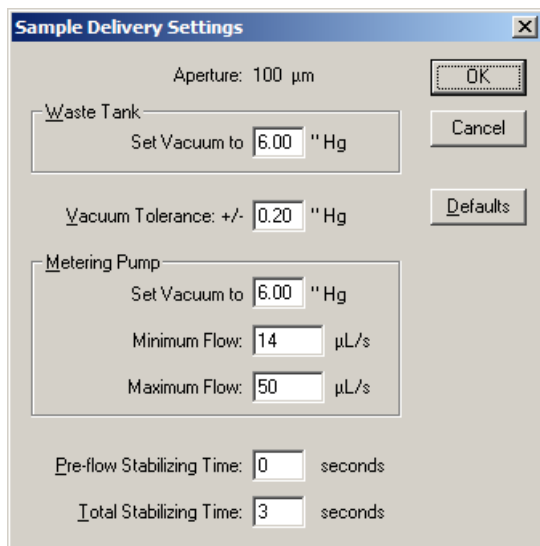 Sample Delivery Settings
Aperture: 100 µm
OK
Waste Tank
Set Vacuum to 6.00 "Hg
Cancel
Vacuum Tolerance: +/- 0.20 "Hg
Defaults
Metering Pump
Set Vacuum to 6.00 "Hg
Minimum Flow: 14 µL/s
Maximum Flow: 50 µL/s
Pre-flow Stabilizing Time: 0 seconds
Total Stabilizing Time: 3 seconds